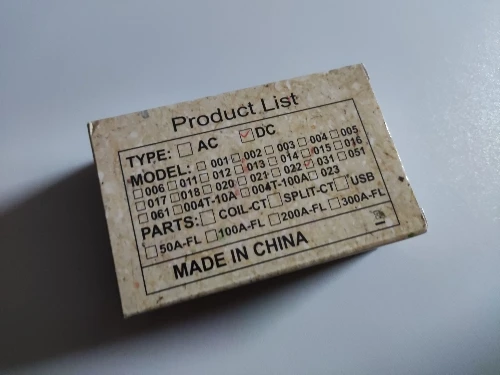 Product List
TYPE: AC DC
MODEL: 001 002 003 004 005
006 011 012 013 014 015 016
017 018 020 021 022 031 051
061 004T-10A 004T-100A 023
PARTS: COIL-CT SPLIT-CT USB
50A-FL 100A-FL 200A-FL 300A-FL
MADE IN CHINA